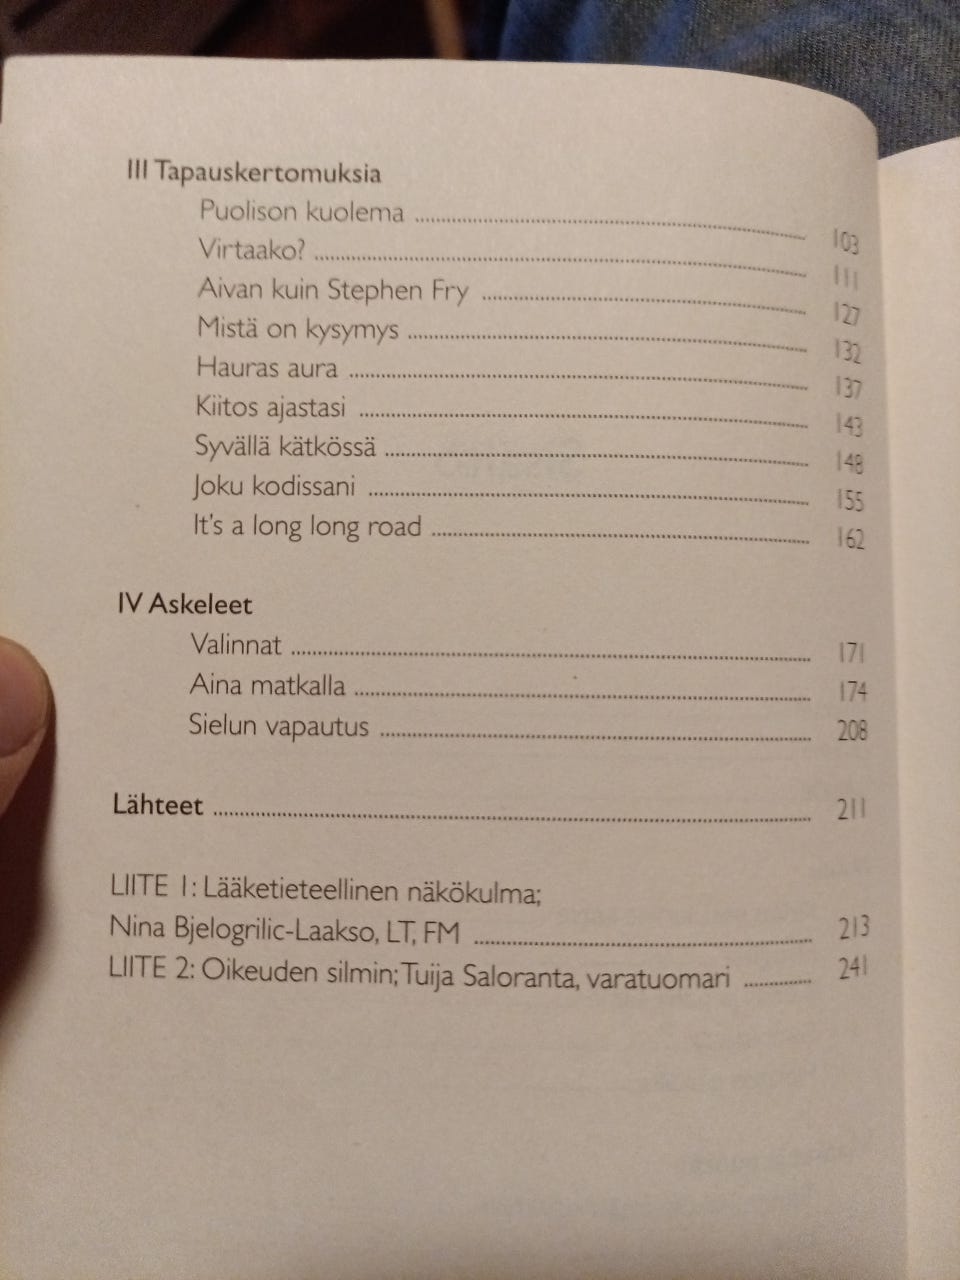 III Tapauskertomuksia
Puolison kuolema ........ 103
Virtaako? ........ 111
Aivan kuin Stephen Fry ........ 127
Mistä on kysymys ........ 132
Hauras aura ........ 137
Kiitos ajastasi ........ 143
Syvällä kätkössä ........ 148
Joku kodissani ........ 155
It's a long long road ........ 162
IV Askeleet
Valinnat ........ 171
Aina matkalla ........ 174
Sielun vapautus ........ 208
Lähteet ........ 211
LIITE 1: Lääketieteellinen näkökulma;
Nina Bjelogrilic-Laakso, LT, FM ........ 213
LIITE 2: Oikeuden silmin; Tuija Saloranta, varatuomari ........ 241